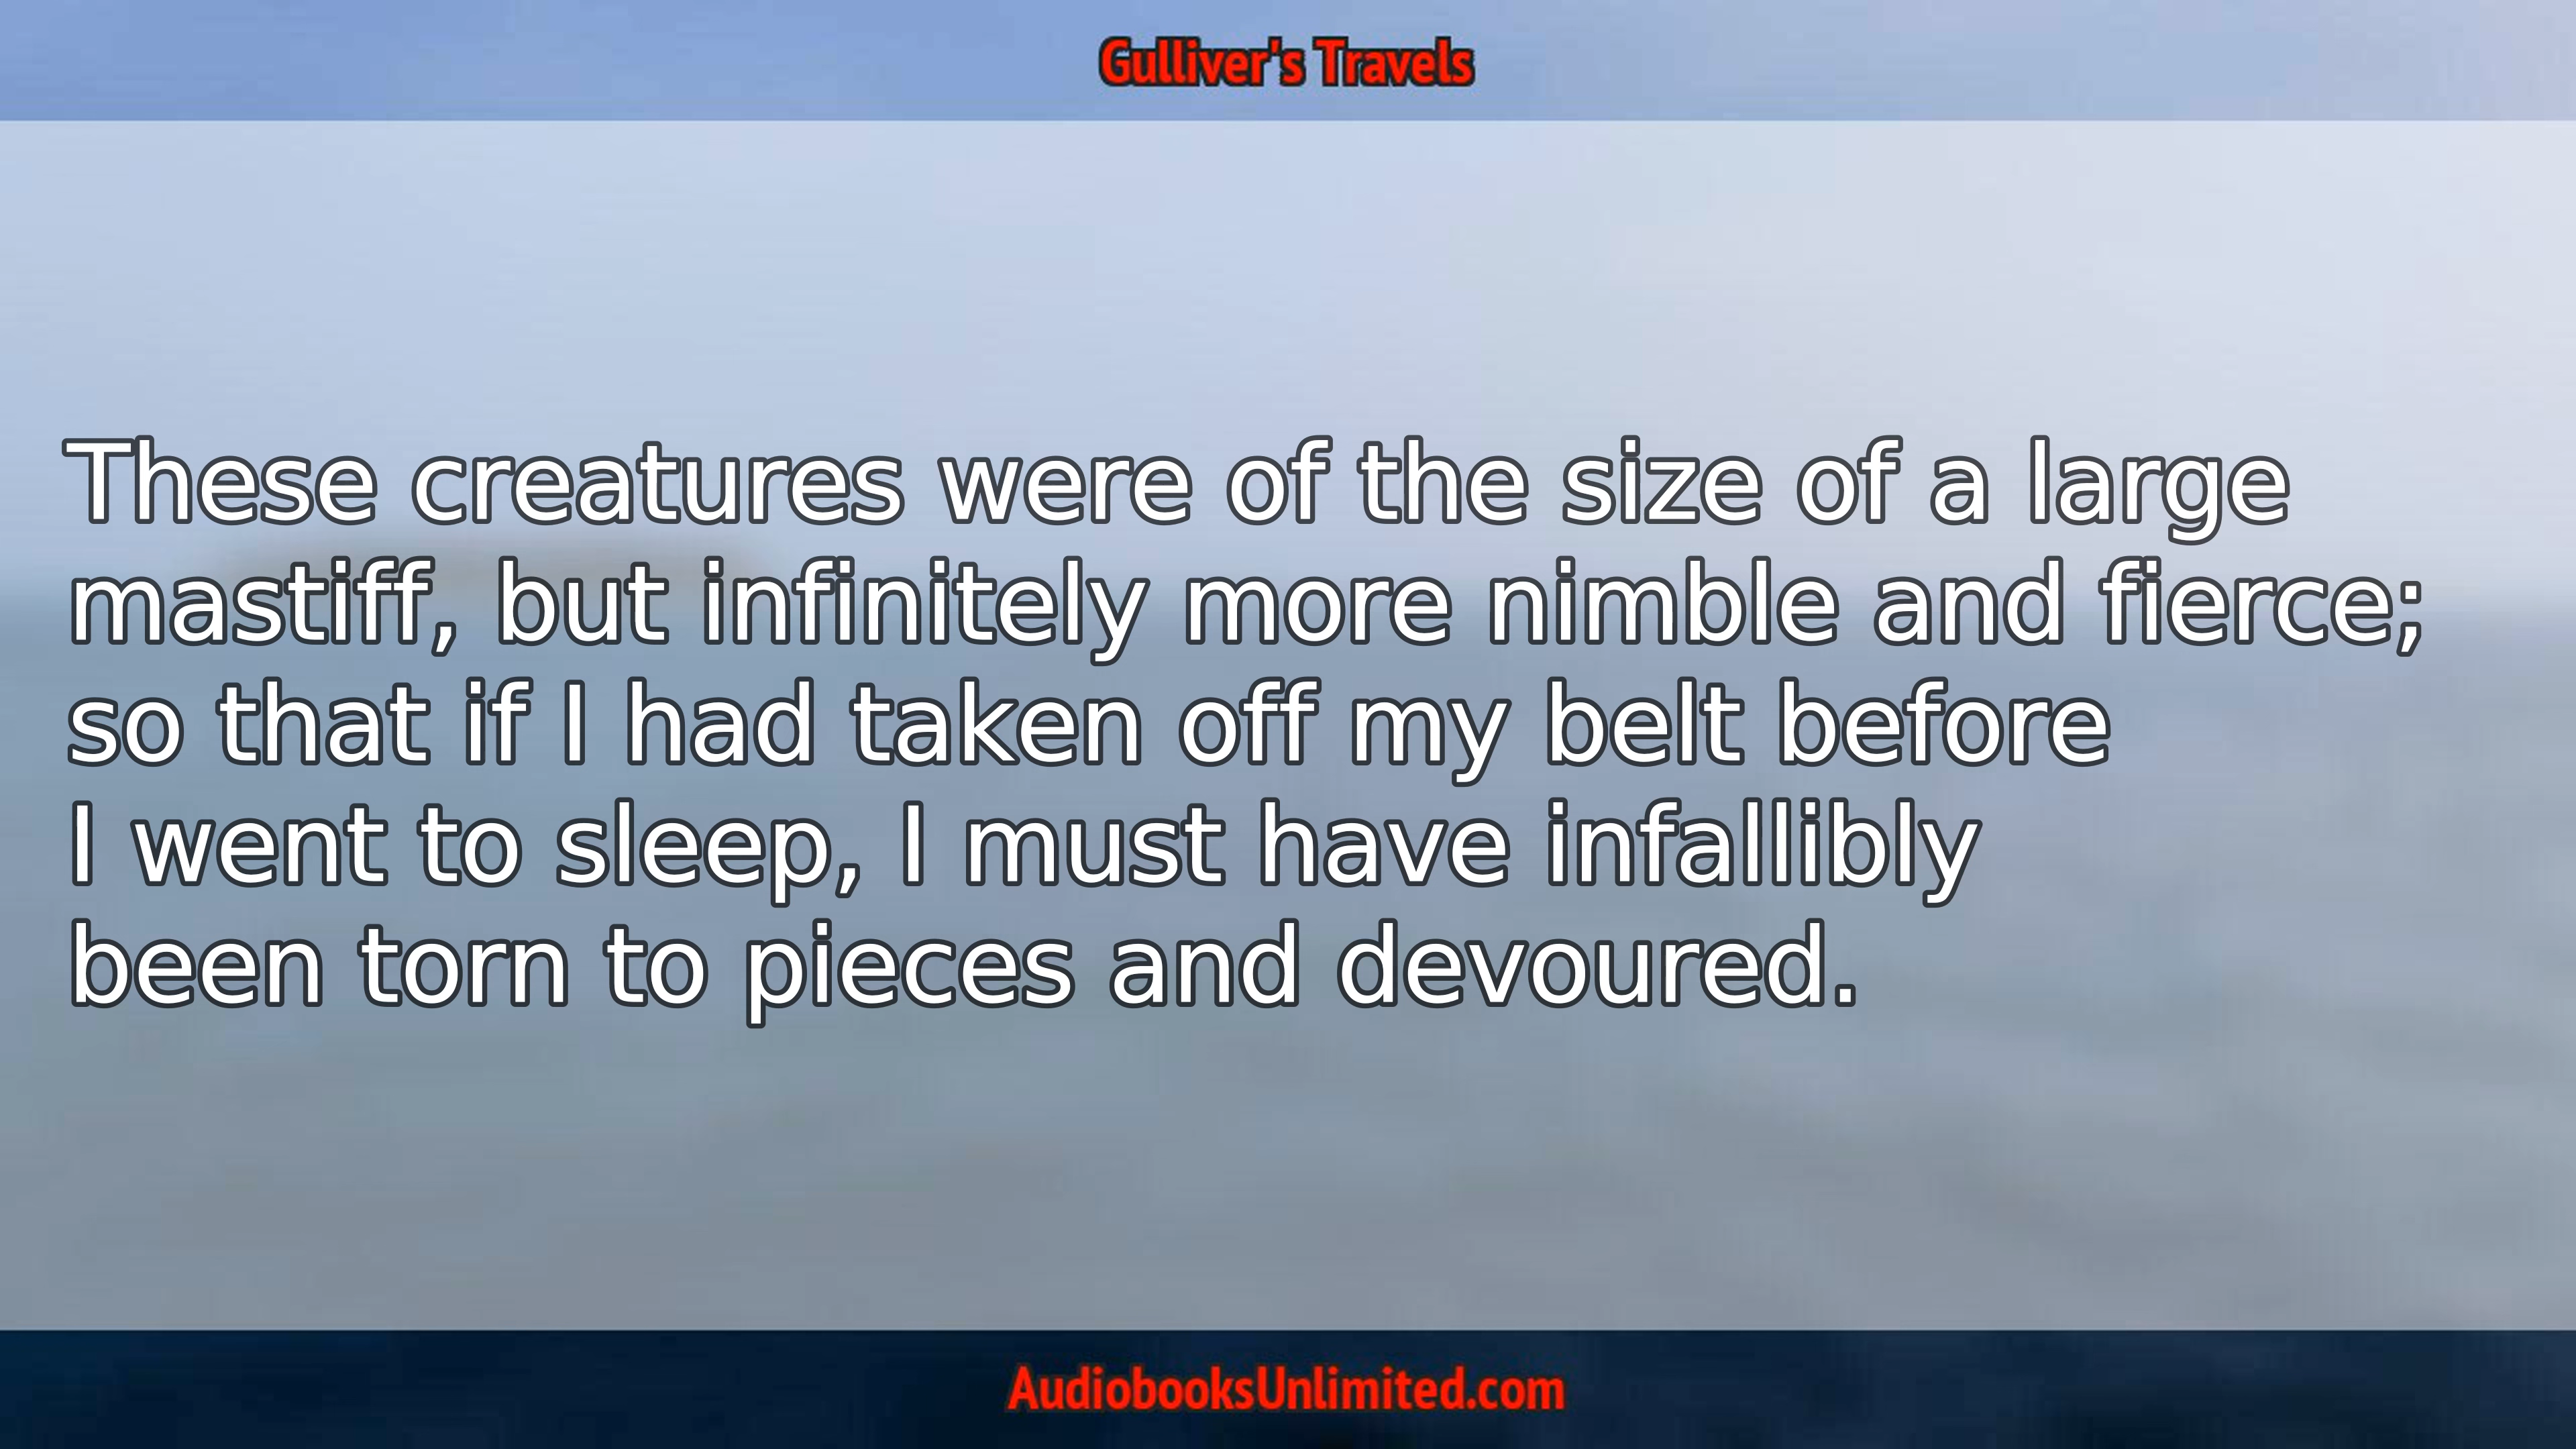 Gulliver's Travels
These creatures were of the size of a large
mastiff, but infinitely more nimble and fierce;
so that if I had taken off my belt before
I went to sleep, I must have infallibly
been torn to pieces and devoured.
AudiobooksUnlimited.com